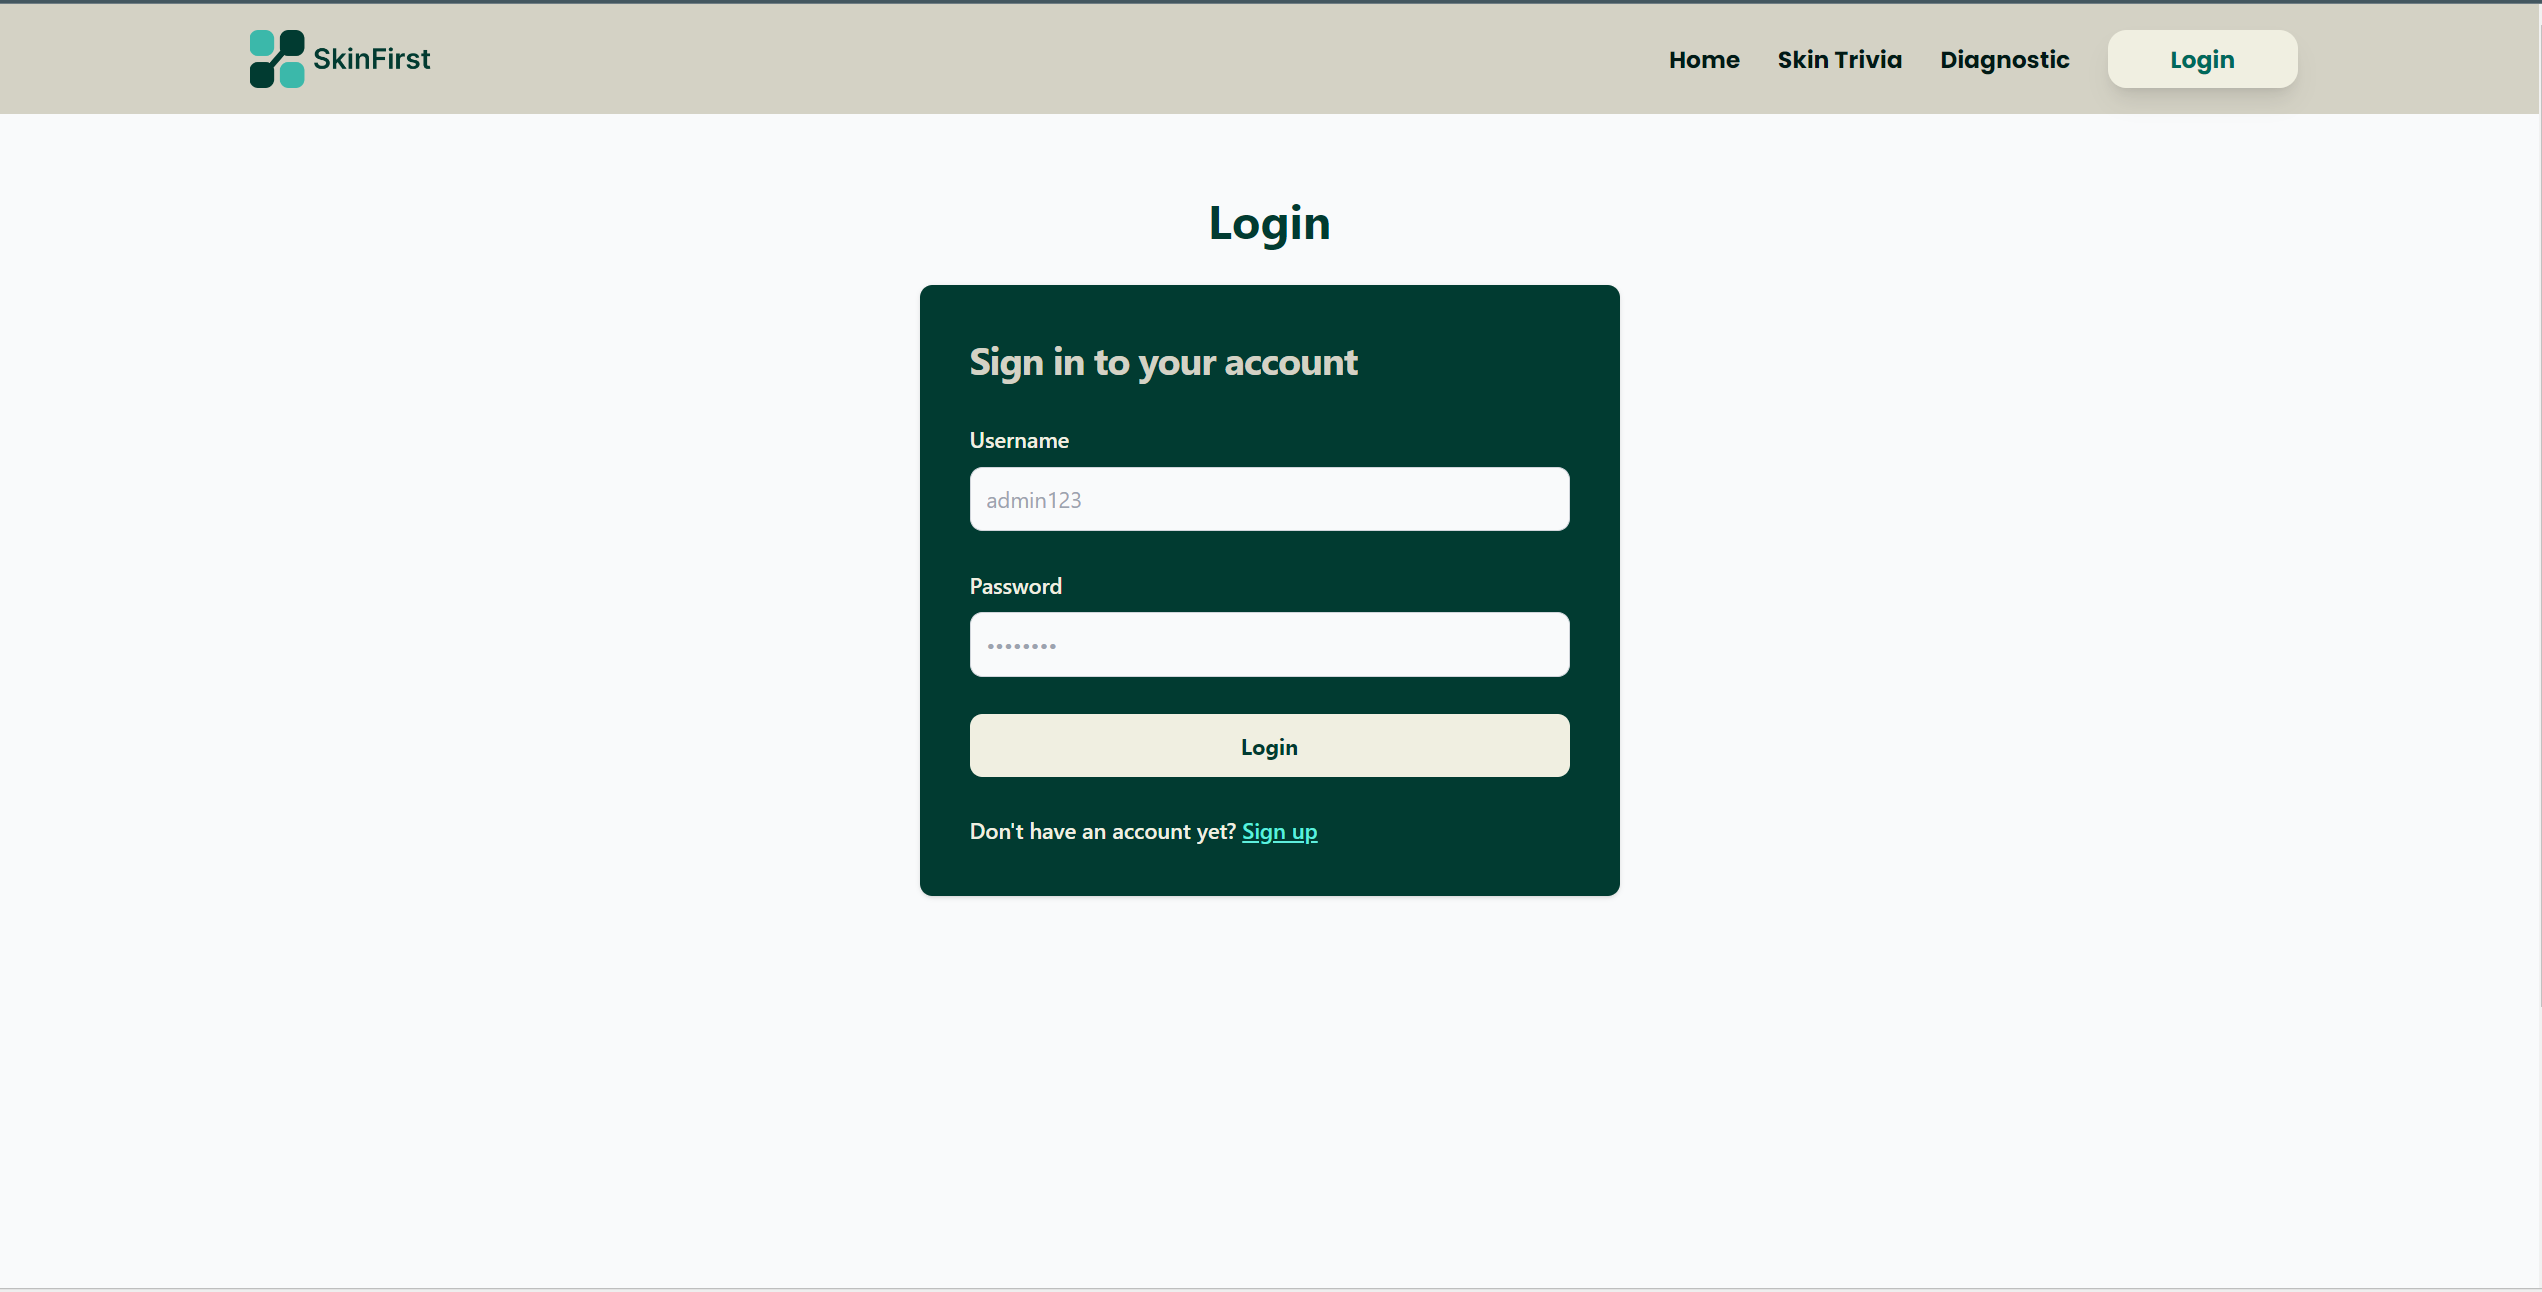 SkinFirst
Home Skin Trivia Diagnostic Login
Login
Sign in to your account
Username
admin123
Password
••••••••
Login
Don't have an account yet? Sign up